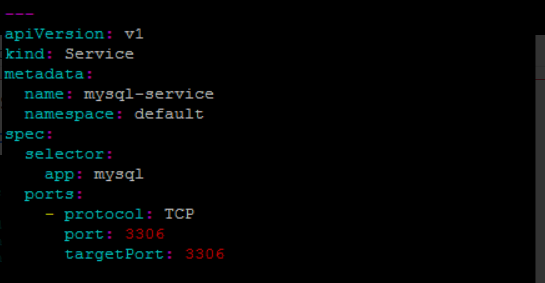 ---
apiVersion: v1
kind: Service
metadata:
  name: mysql-service
  namespace: default
spec:
  selector:
    app: mysql
  ports:
    - protocol: TCP
      port: 3306
      targetPort: 3306